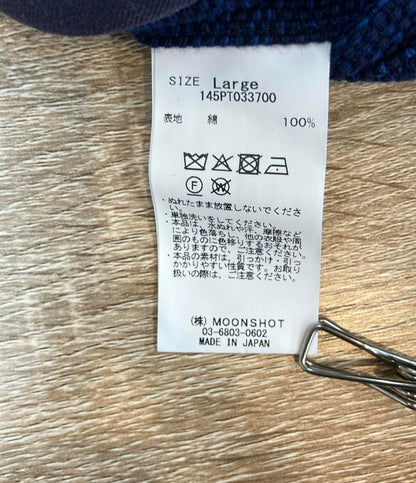 SIZE Large
145PT033700
表地 綿 100%
F
W
・ぬれたまま放置しないでくださ
い。
・単独洗いをしてください。
・本品は、水ぬれや汗、摩擦など
により色落ちし、他の衣服や周
囲のものに色移りするおそれが
ありますので、ご注意ください。
・本品の素材は、引っかけ・引っ
かかりやすい性質です。お取り
扱いの際は、ご注意ください。
(株) MOONSHOT
03-6803-0602
MADE IN JAPAN